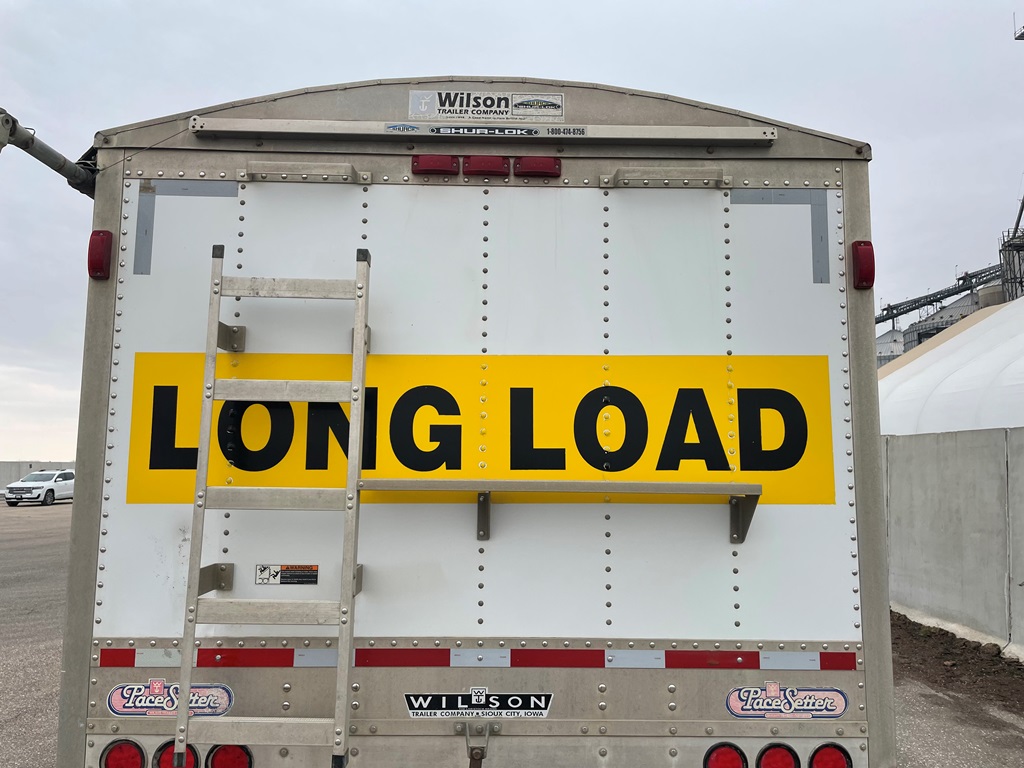 Wilson
TRAILER COMPANY
SHUR-LOK 1-800-474-8756
LONG LOAD
WARNING
PaceSetter
WILSON
TRAILER COMPANY SIOUX CITY, IOWA
PaceSetter